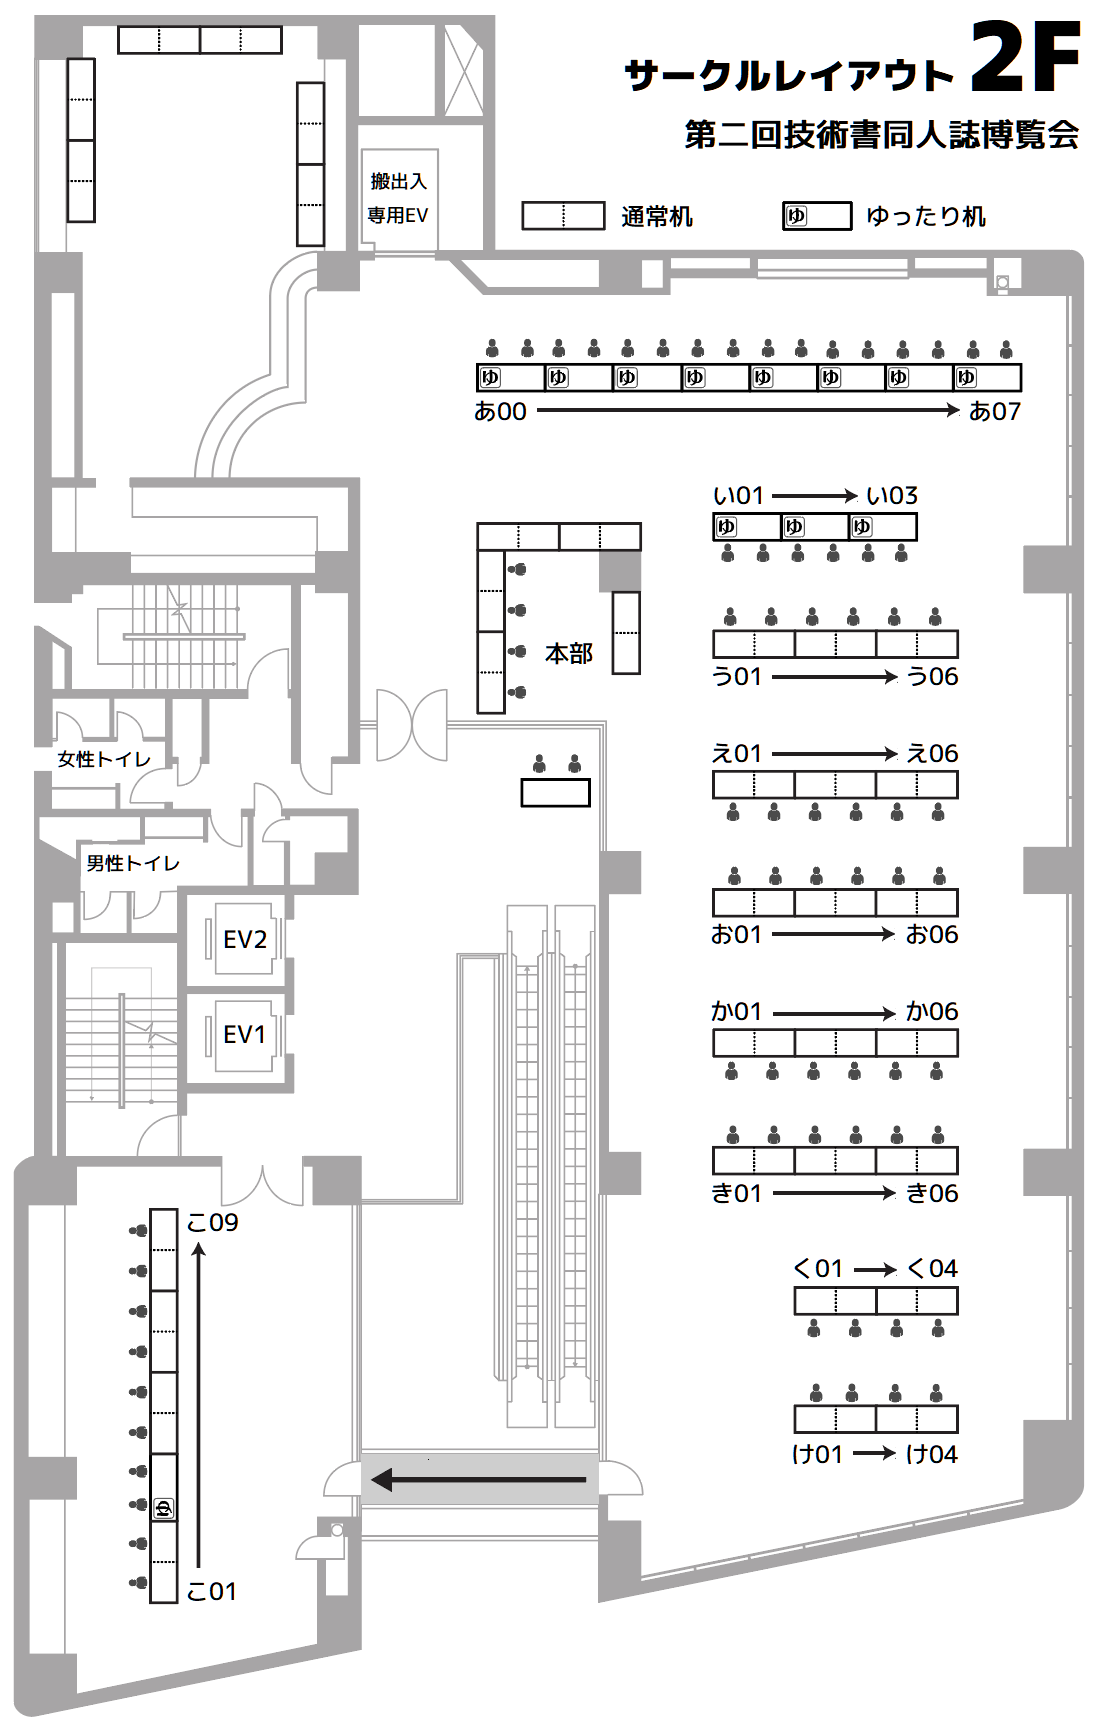 サークルレイアウト 2F
第二回技術書同人誌博覧会
搬出入
専用EV
通常机
ゆ ゆったり机
ゆ ゆ ゆ ゆ ゆ ゆ ゆ ゆ
あ00 あ07
い01 い03
ゆ ゆ ゆ
本部
う01 う06
女性トイレ
え01 え06
男性トイレ
EV2
お01 お06
EV1
か01 か06
き01 き06
こ09
く01 く04
け01 け04
ゆ
こ01